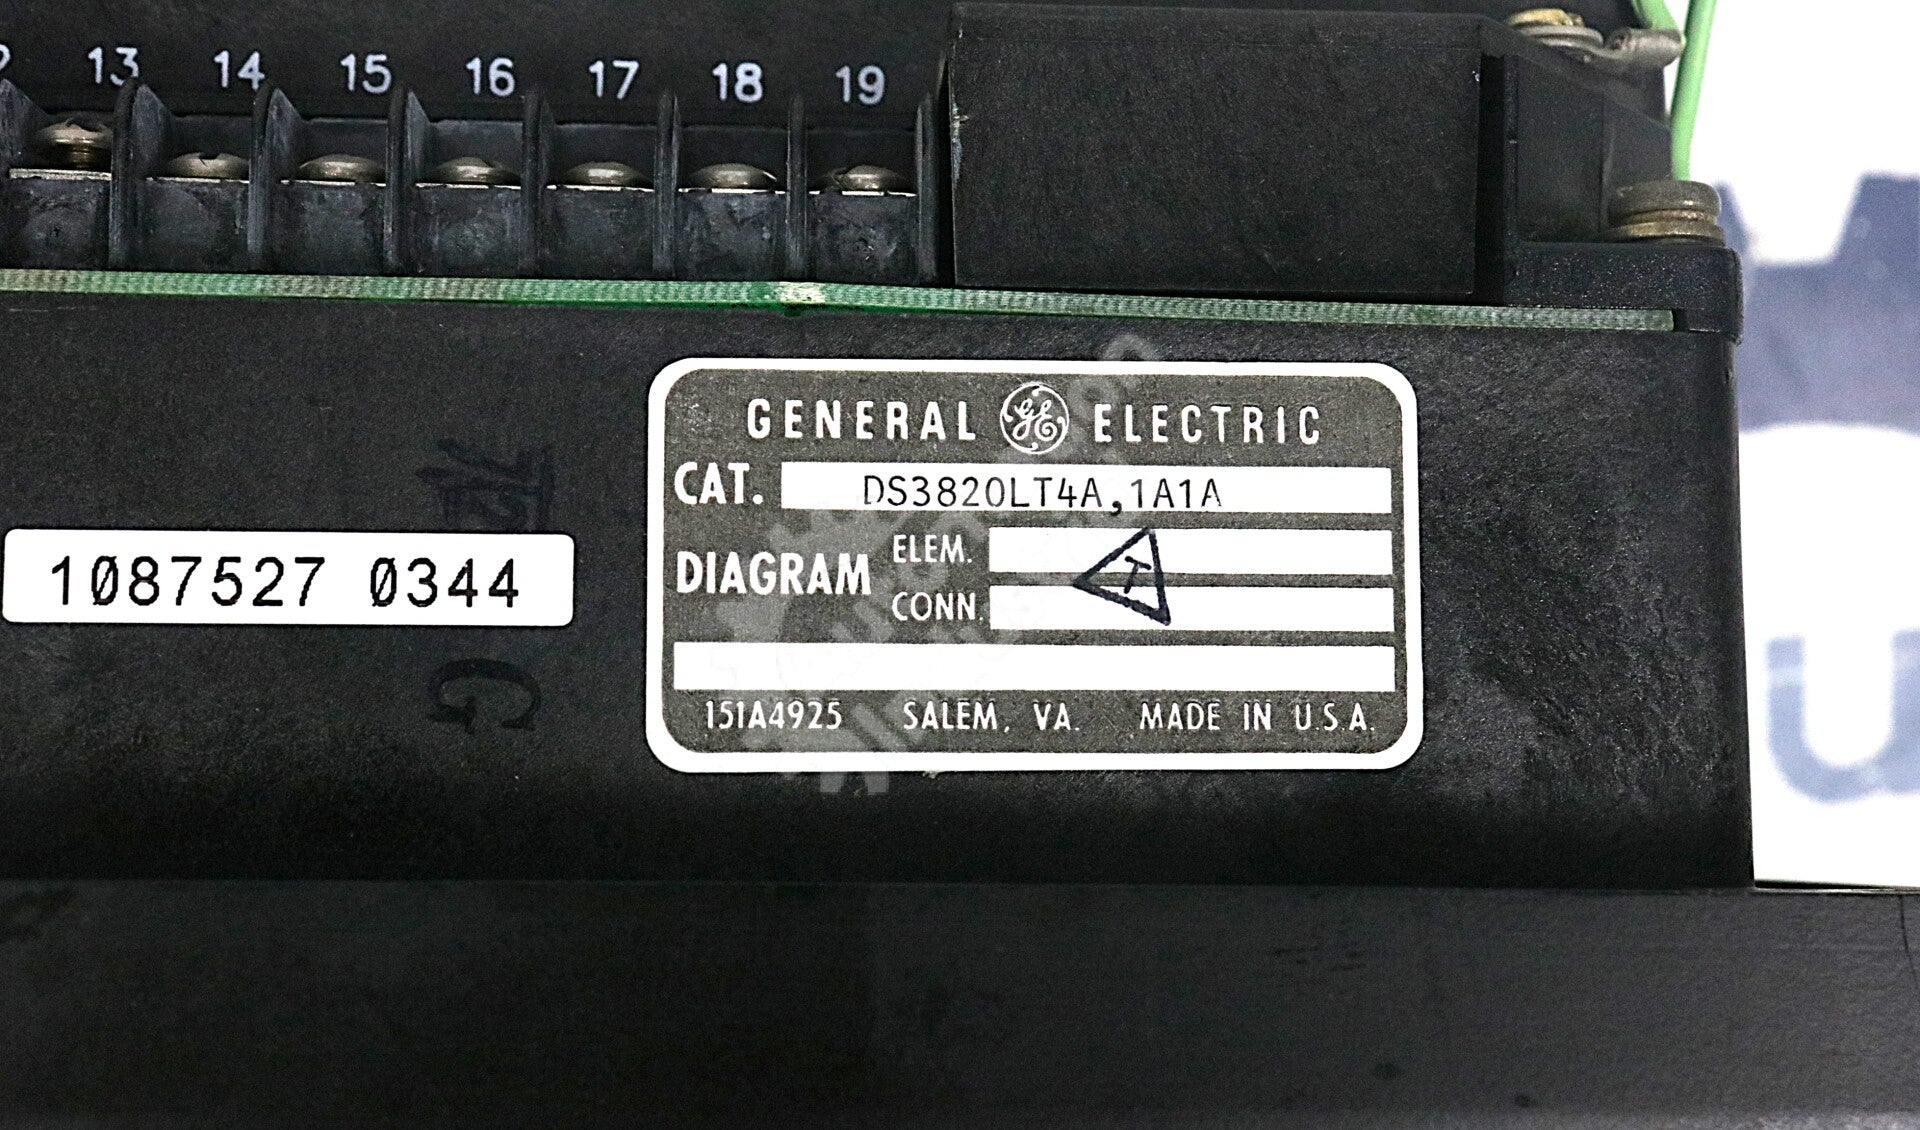 13 14 15 16 17 18 19
GENERAL GE ELECTRIC
CAT. DS3820LT4A,1A1A
DIAGRAM
ELEM.
CONN.
T
1087527 0344
G
151A4925 SALEM, VA. MADE IN U.S.A.